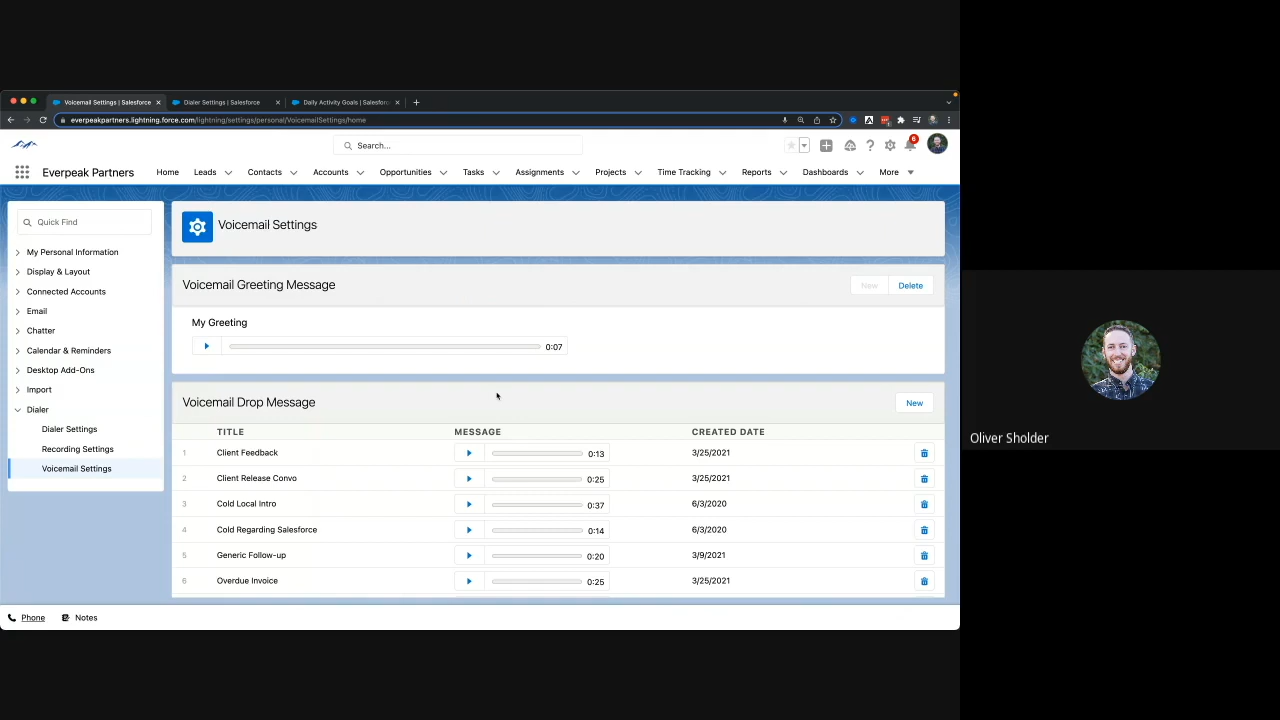 Voicemail Settings | Salesforce
Dialer Settings | Salesforce
Daily Activity Goals | Salesforc
everpeakpartners.lightning.force.com/lightning/settings/personal/VoicemailSettings/home
Search...
6
Everpeak Partners
Home
Leads
Contacts
Accounts
Opportunities
Tasks
Assignments
Projects
Time Tracking
Reports
Dashboards
More
Quick Find
My Personal Information
Display & Layout
Connected Accounts
Email
Chatter
Calendar & Reminders
Desktop Add-Ons
Import
Dialer
Dialer Settings
Recording Settings
Voicemail Settings
Voicemail Settings
Voicemail Greeting Message
New
Delete
My Greeting
0:07
Voicemail Drop Message
New
TITLE MESSAGE CREATED DATE
1 Client Feedback 0:13 3/25/2021
2 Client Release Convo 0:25 3/25/2021
3 Cold Local Intro 0:37 6/3/2020
4 Cold Regarding Salesforce 0:14 6/3/2020
5 Generic Follow-up 0:20 3/9/2021
6 Overdue Invoice 0:25 3/25/2021
Phone
Notes
Oliver Sholder